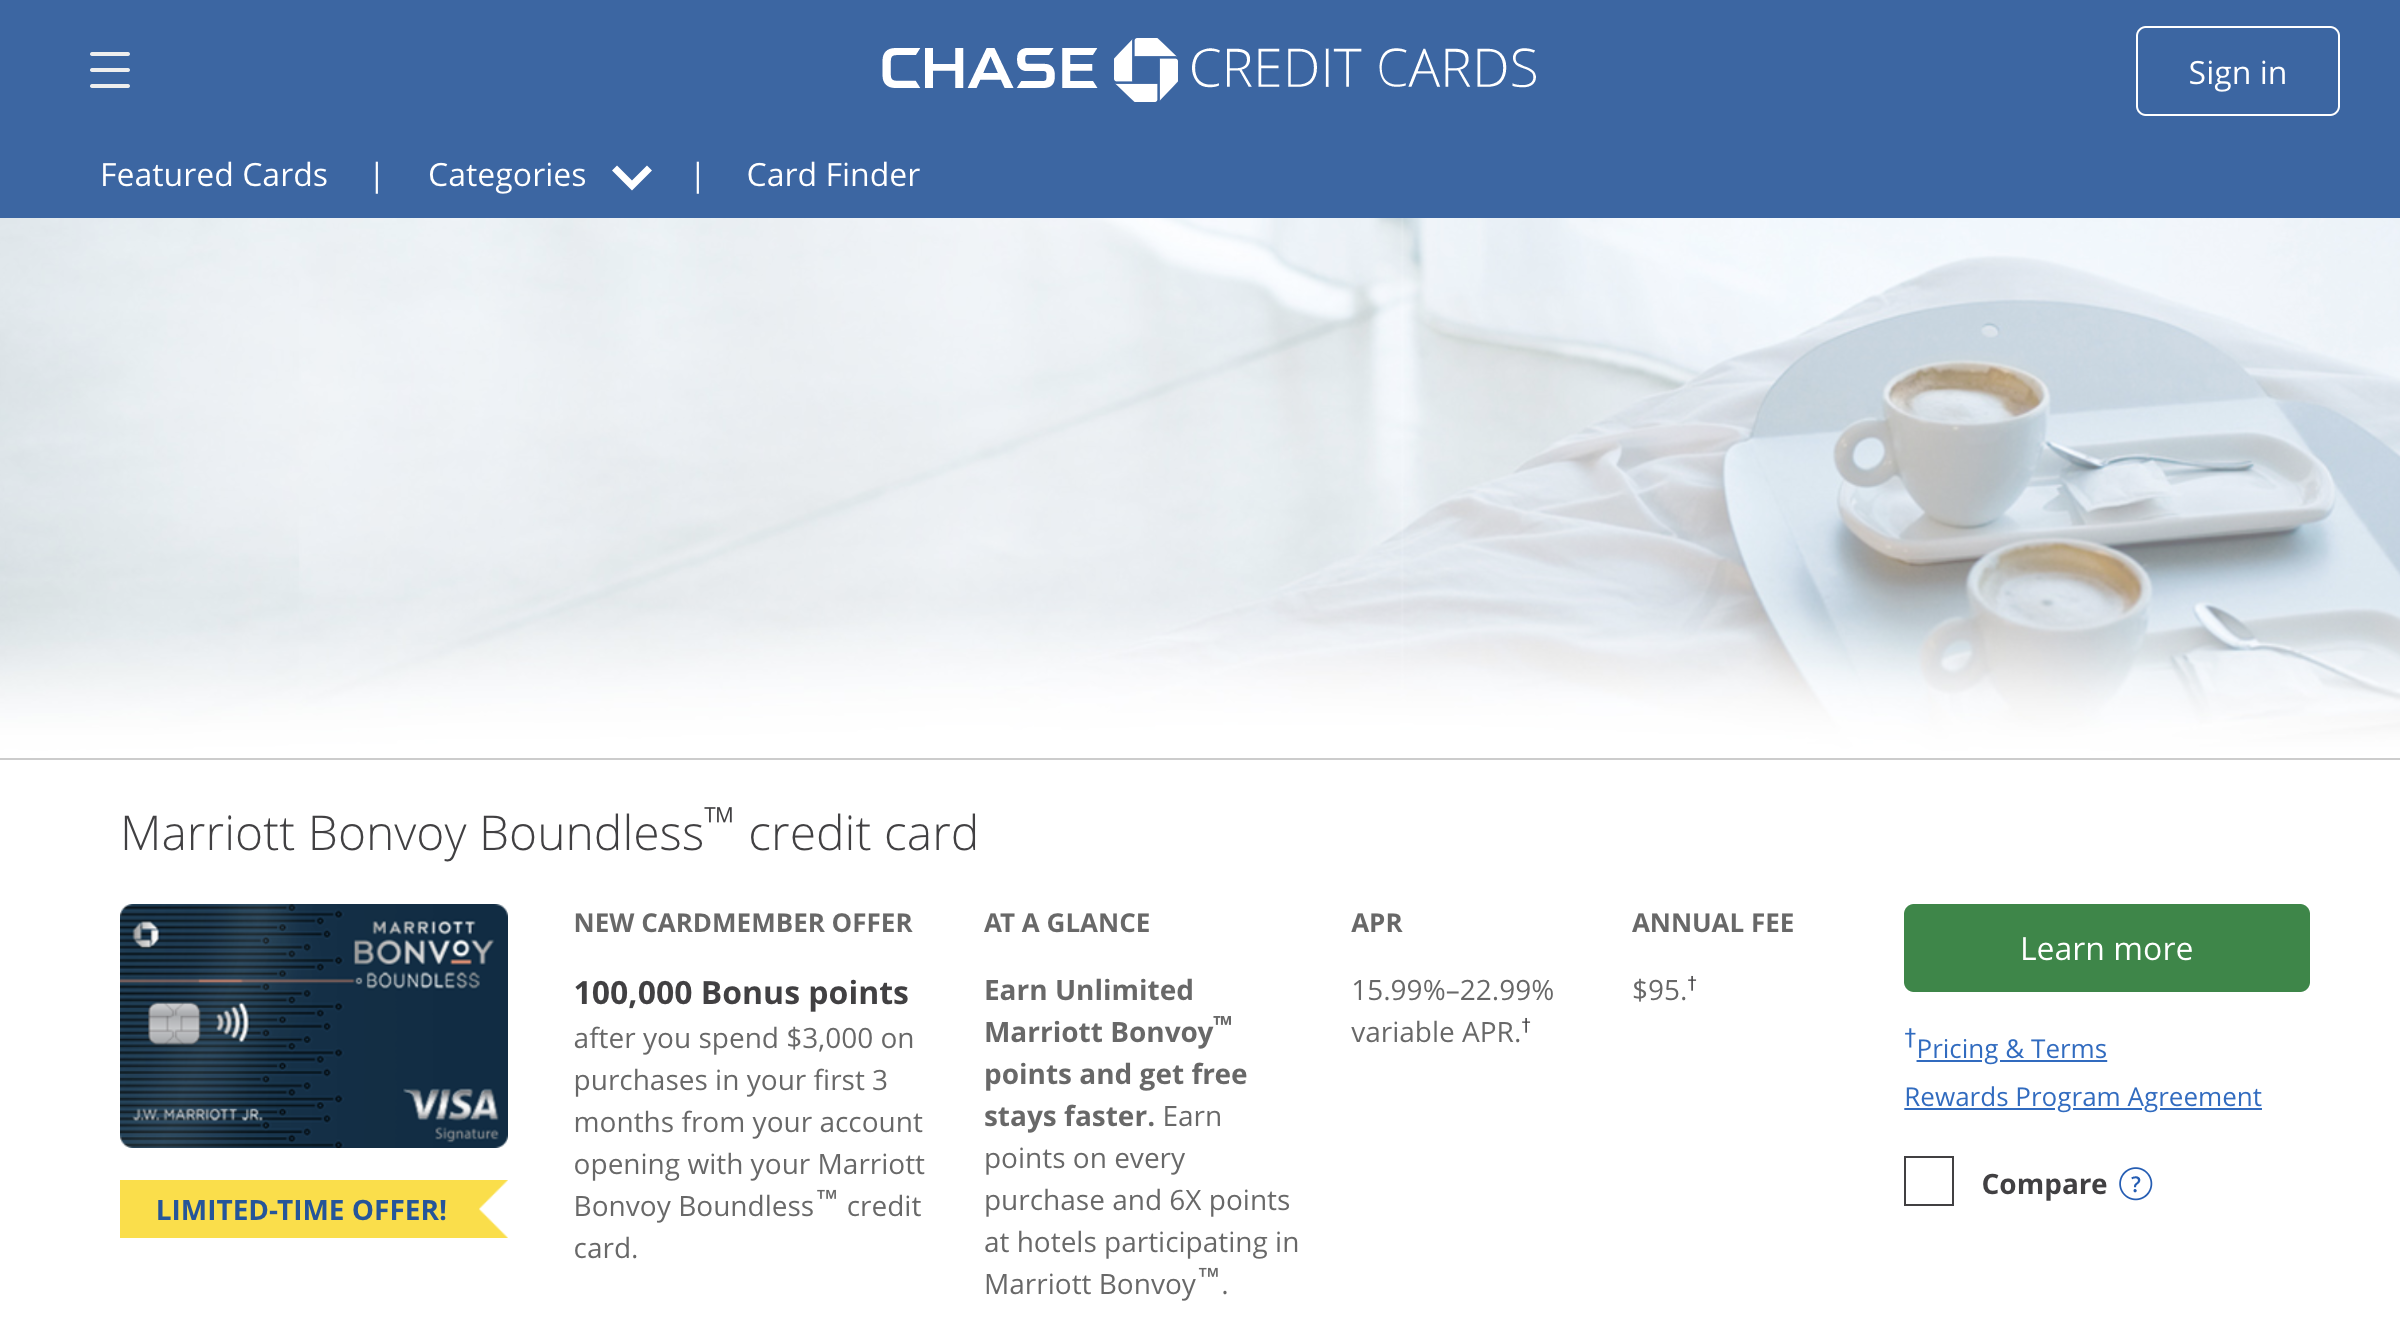 CHASE CREDIT CARDS
Sign in
Featured Cards | Categories | Card Finder
Marriott Bonvoy Boundless™ credit card
MARRIOTT
BONVOY
BOUNDLESS
J.W. MARRIOTT JR.
VISA
Signature
LIMITED-TIME OFFER!
NEW CARDMEMBER OFFER
100,000 Bonus points
after you spend $3,000 on
purchases in your first 3
months from your account
opening with your Marriott
Bonvoy Boundless™ credit
card.
AT A GLANCE
Earn Unlimited
Marriott Bonvoy™
points and get free
stays faster. Earn
points on every
purchase and 6X points
at hotels participating in
Marriott Bonvoy™.
APR
15.99%–22.99%
variable APR.†
ANNUAL FEE
$95.†
Learn more
†Pricing & Terms
Rewards Program Agreement
Compare ?